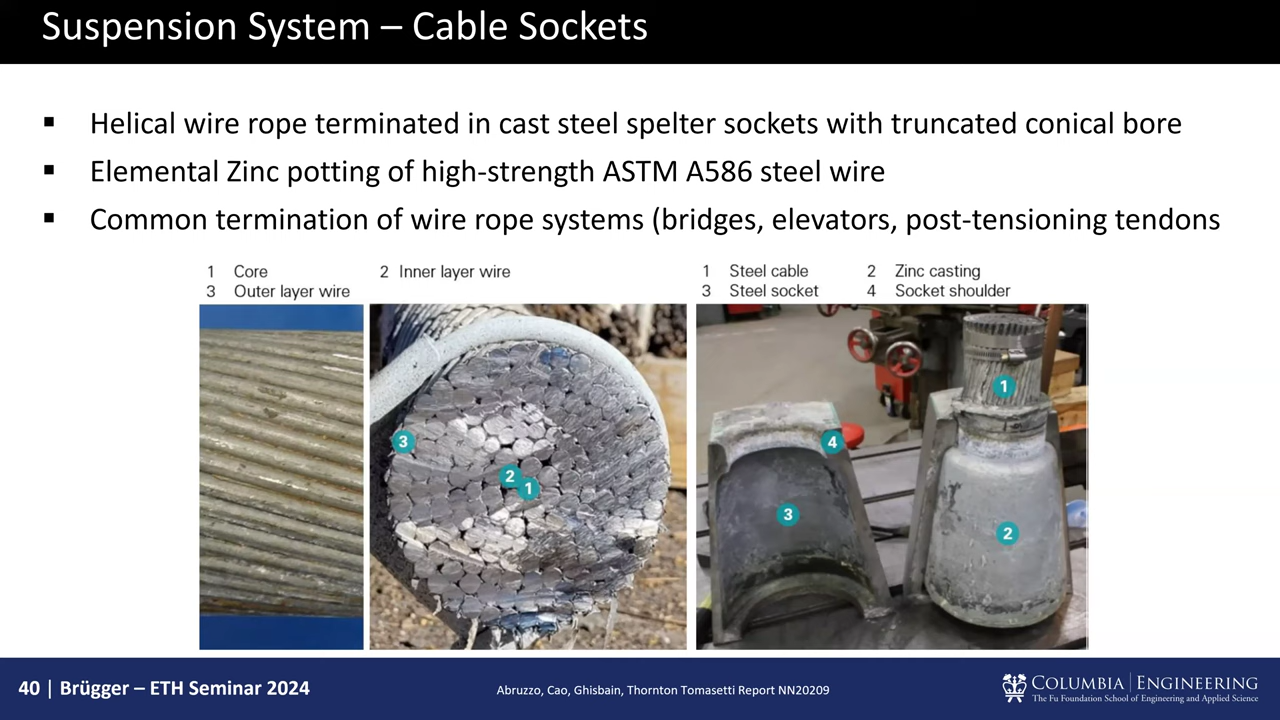 Suspension System – Cable Sockets
▪ Helical wire rope terminated in cast steel spelter sockets with truncated conical bore
▪ Elemental Zinc potting of high-strength ASTM A586 steel wire
▪ Common termination of wire rope systems (bridges, elevators, post-tensioning tendons
1 Core 2 Inner layer wire
3 Outer layer wire
1 Steel cable 2 Zinc casting
3 Steel socket 4 Socket shoulder
3
2
1
1
4
3
2
40 | Brügger – ETH Seminar 2024
Abruzzo, Cao, Ghisbain, Thornton Tomasetti Report NN20209
COLUMBIA | ENGINEERING
The Fu Foundation School of Engineering and Applied Science